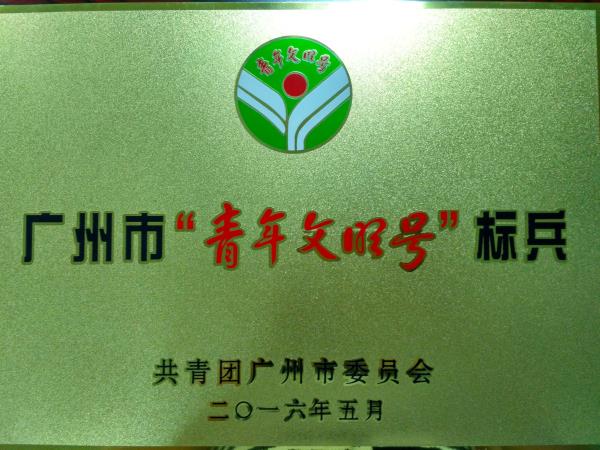 青年文明号
广州市“青年文明号”标兵
共青团广州市委员会
二〇一六年五月